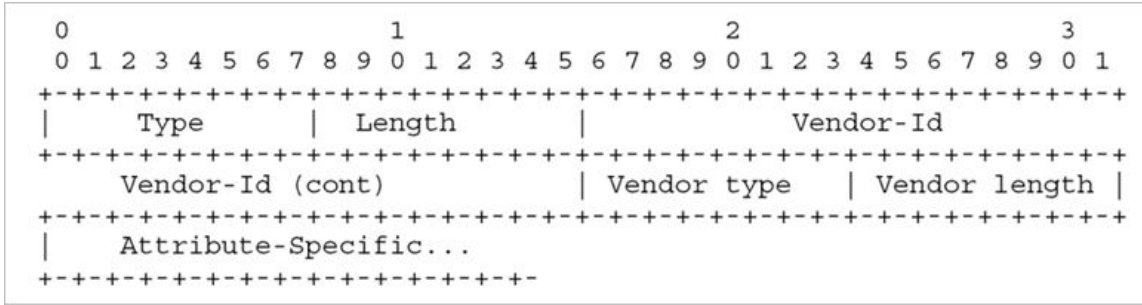 0                   1                   2                   3
 0 1 2 3 4 5 6 7 8 9 0 1 2 3 4 5 6 7 8 9 0 1 2 3 4 5 6 7 8 9 0 1
+-+-+-+-+-+-+-+-+-+-+-+-+-+-+-+-+-+-+-+-+-+-+-+-+-+-+-+-+-+-+-+-+
|     Type      |  Length       |            Vendor-Id
+-+-+-+-+-+-+-+-+-+-+-+-+-+-+-+-+-+-+-+-+-+-+-+-+-+-+-+-+-+-+-+-+
     Vendor-Id (cont)           | Vendor type   | Vendor length |
+-+-+-+-+-+-+-+-+-+-+-+-+-+-+-+-+-+-+-+-+-+-+-+-+-+-+-+-+-+-+-+-+
|    Attribute-Specific...
+-+-+-+-+-+-+-+-+-+-+-+-+-+-+-